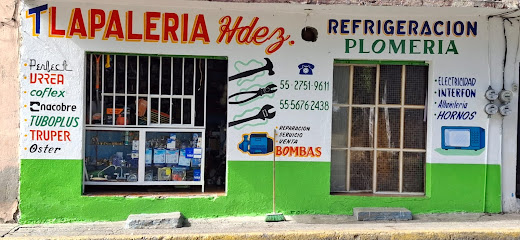 TLAPALERIA Hdez.
REFRIGERACION
PLOMERIA
URREA
coflex
nacobre
TUBOPLUS
TRUPER
Oster
55-2751-9611
55 5676 2438
REPARACION
SERVICIO
VENTA
BOMBAS
ELECTRICIDAD
INTERFON
Albañilería
HORNOS